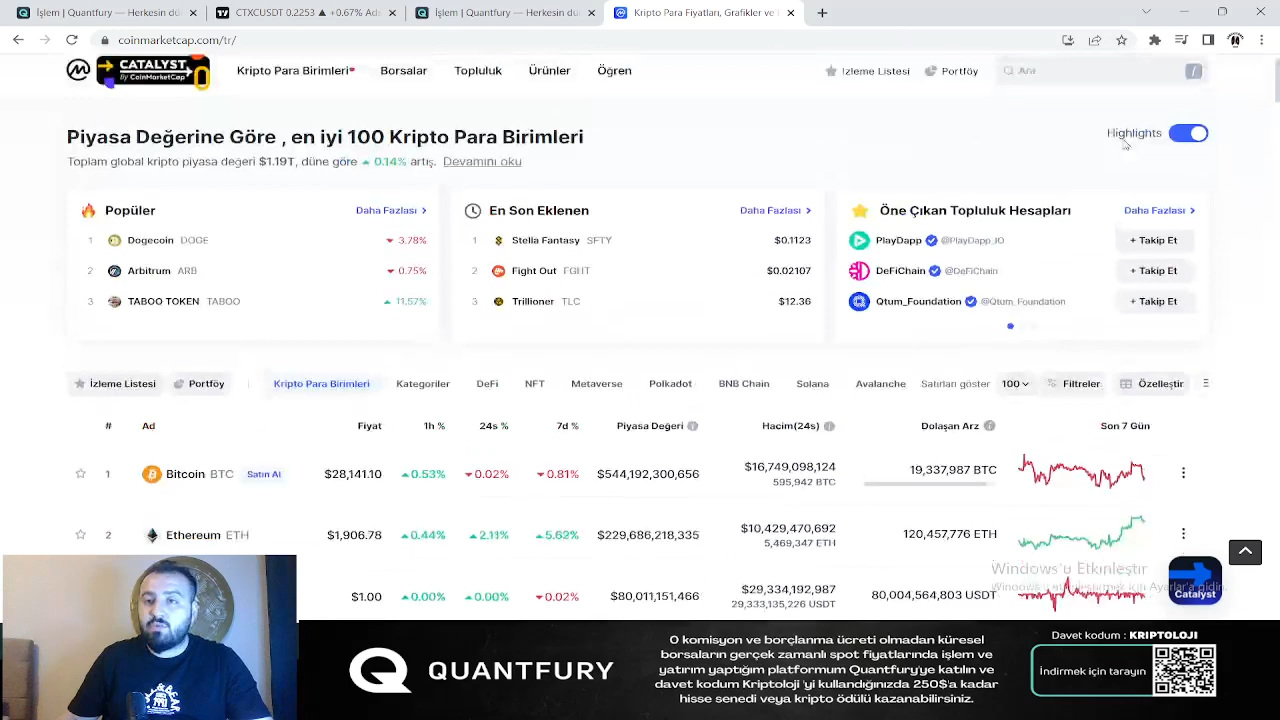 İşlem | Quantfury — Herkesin dü
CTXCUSDT 0.2253 ▲ +0.67% Ads
İşlem | Quantfury — Herkesin dü
Kripto Para Fiyatları, Grafikler ve
coinmarketcap.com/tr/
CATALYST
By CoinMarketCap
Kripto Para Birimleri
Borsalar
Topluluk
Ürünler
Öğren
İzleme Listesi
Portföy
Ara
/
Piyasa Değerine Göre , en iyi 100 Kripto Para Birimleri
Highlights
Toplam global kripto piyasa değeri $1.19T, düne göre ▲ 0.14% artış. Devamını oku
Popüler
Daha Fazlası >
1 Dogecoin DOGE ▼ 3.78%
2 Arbitrum ARB ▼ 0.75%
3 TABOO TOKEN TABOO ▲ 11,57%
En Son Eklenen
Daha Fazlası >
1 Stella Fantasy SFTY $0.1123
2 Fight Out FGHT $0.02107
3 Trillioner TLC $12.36
Öne Çıkan Topluluk Hesapları
Daha Fazlası >
PlayDapp @PlayDapp_IO + Takip Et
DeFiChain @DeFiChain + Takip Et
Qtum_Foundation @Qtum_Foundation + Takip Et
İzleme Listesi
Portföy
Kripto Para Birimleri
Kategoriler
DeFi
NFT
Metaverse
Polkadot
BNB Chain
Solana
Avalanche
Satırları göster
100
Filtreler
Özelleştir
# Ad Fiyat 1h % 24s % 7d % Piyasa Değeri Hacim(24s) Dolaşan Arz Son 7 Gün
1 Bitcoin BTC Satın Al $28,141.10 ▲0.53% ▼0.02% ▼0.81% $544,192,300,656 $16,749,098,124 19,337,987 BTC
595,942 BTC
2 Ethereum ETH $1,906.78 ▲0.44% ▲2.11% ▲5.62% $229,686,218,335 $10,429,470,692 120,457,776 ETH
5,469,347 ETH
$1.00 ▲0.00% ▲0.00% ▼0.02% $80,011,151,466 $29,334,192,987 80,004,564,803 USDT
29,333,135,226 USDT
Windows'u Etkinleştir
Windows'u etkinleştirmek için Ayarlar'a gidin.
Catalyst
QUANTFURY
0 komisyon ve borçlanma ücreti olmadan küresel
borsaların gerçek zamanlı spot fiyatlarında işlem ve
yatırım yaptığım platformum Quantfury'ye katılın ve
davet kodum Kriptoloji 'yi kullandığınızda 250$'a kadar
hisse senedi veya kripto ödülü kazanabilirsiniz.
Davet kodum : KRIPTOLOJI
İndirmek için tarayın